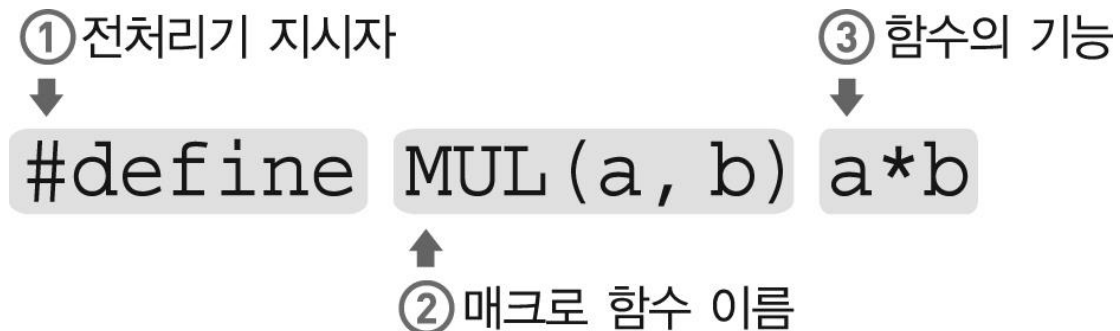 ①전처리기 지시자
③함수의 기능
#define MUL(a, b) a*b
②매크로 함수 이름